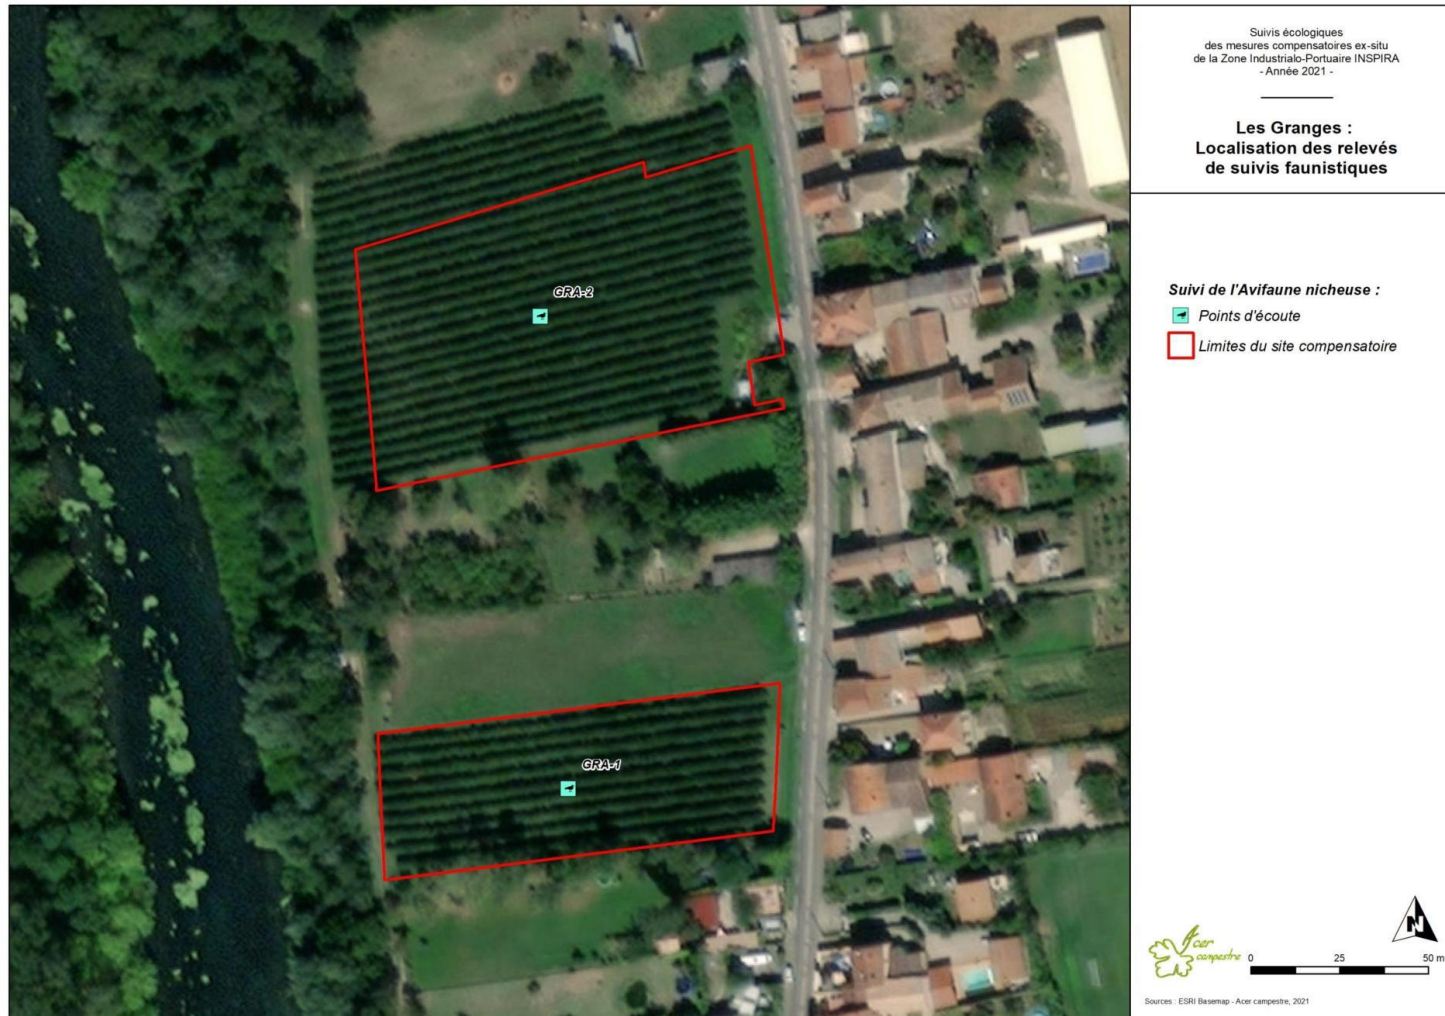 Suivis écologiques
des mesures compensatoires ex-situ
de la Zone Industrialo-Portuaire INSPIRA
- Année 2021 -
Les Granges :
Localisation des relevés
de suivis faunistiques
GRA-2
Suivi de l'Avifaune nicheuse :
Points d'écoute
Limites du site compensatoire
GRA-1
N
Acer
campestre
0 25 50 m
Sources : ESRI Basemap - Acer campestre, 2021